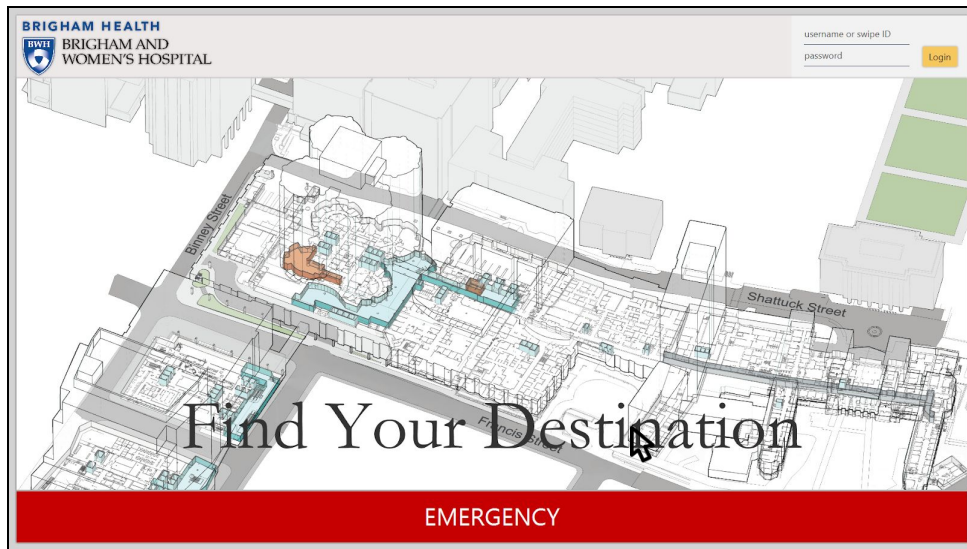 BRIGHAM HEALTH
BWH
BRIGHAM AND
WOMEN'S HOSPITAL
username or swipe ID
password
Login
Binney Street
Shattuck Street
Francis Street
Find Your Destination
EMERGENCY